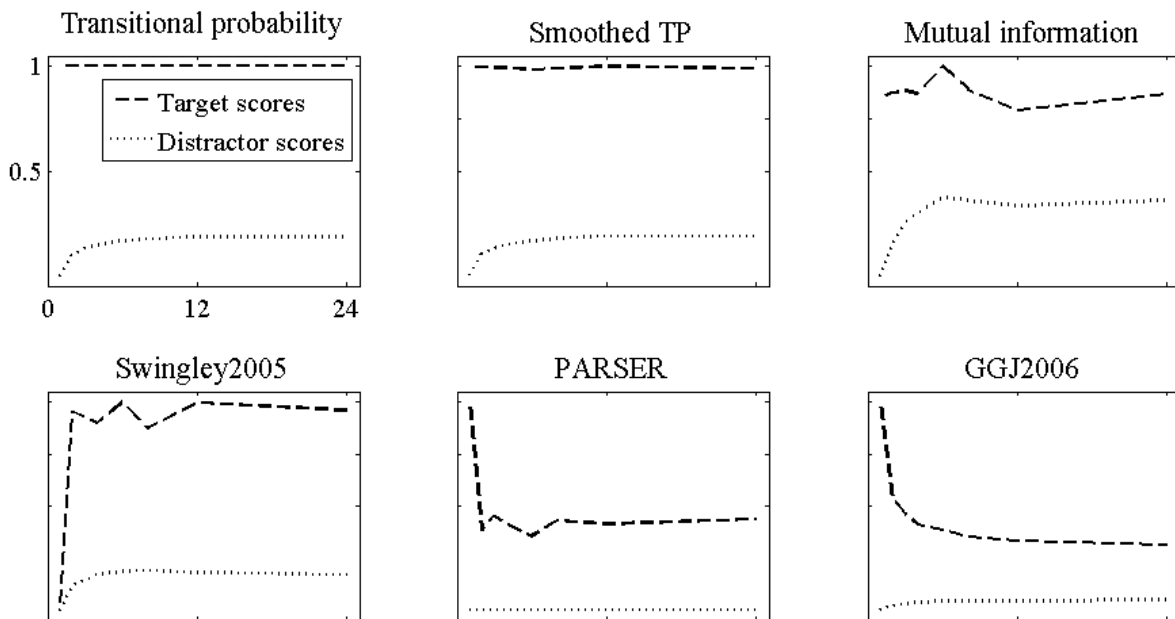 Transitional probability
Smoothed TP
Mutual information
1
Target scores
Distractor scores
0.5
0
12
24
Swingley2005
PARSER
GGJ2006